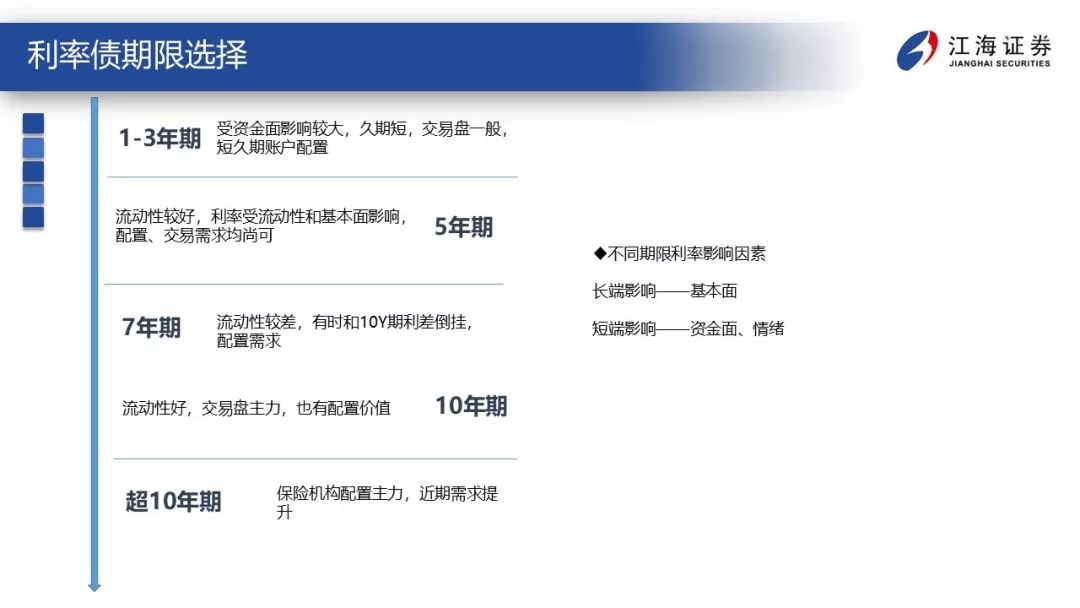 利率债期限选择
江海证券
JIANGHAI SECURITIES
1-3年期
受资金面影响较大，久期短，交易盘一般，
短久期账户配置
流动性较好，利率受流动性和基本面影响，
配置、交易需求均尚可
5年期
7年期
流动性较差，有时和10Y期利差倒挂，
配置需求
流动性好，交易盘主力，也有配置价值
10年期
超10年期
保险机构配置主力，近期需求提
升
◆不同期限利率影响因素
长端影响——基本面
短端影响——资金面、情绪